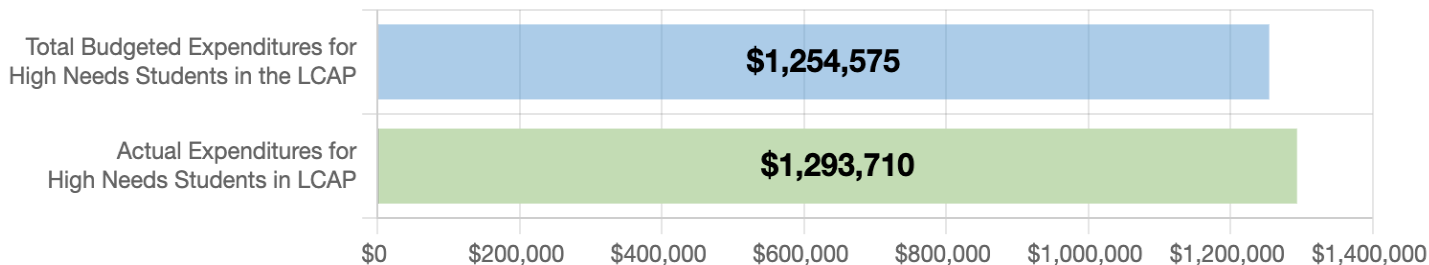 Total Budgeted Expenditures for
High Needs Students in the LCAP
$1,254,575
Actual Expenditures for
High Needs Students in LCAP
$1,293,710
$0 $200,000 $400,000 $600,000 $800,000 $1,000,000 $1,200,000 $1,400,000